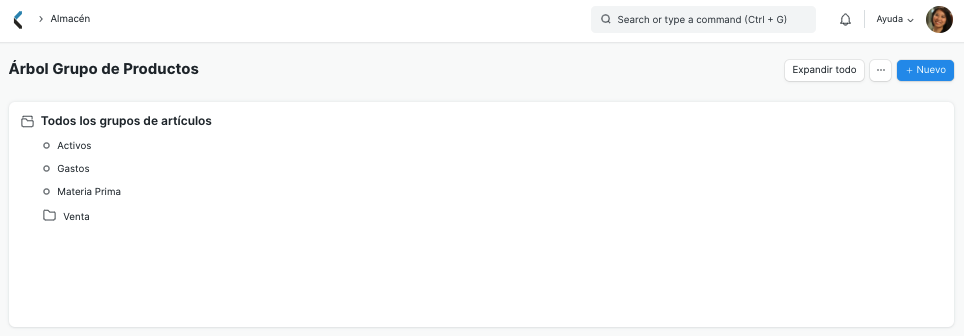 Almacén
Search or type a command (Ctrl + G)
Ayuda
Árbol Grupo de Productos
Expandir todo
···
+ Nuevo
Todos los grupos de artículos
Activos
Gastos
Materia Prima
Venta